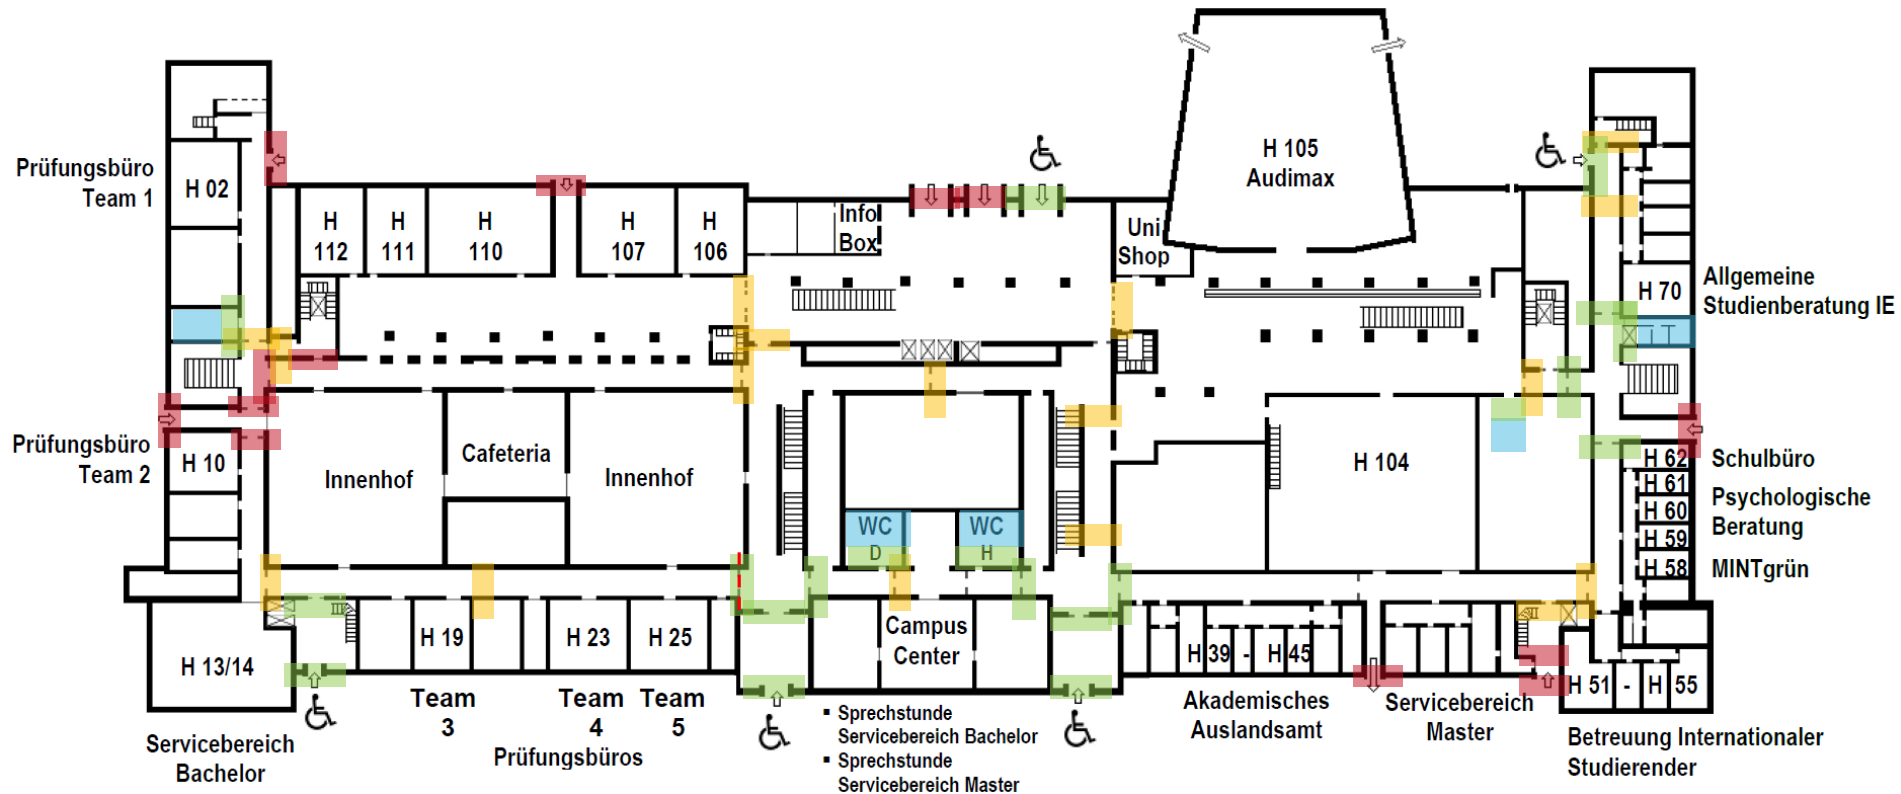 H 105
Audimax
Prüfungsbüro
Team 1
H 02
H
112
H
111
H
110
H
107
H
106
Info
Box
Uni
Shop
H 70
Allgemeine
Studienberatung IE
Prüfungsbüro
Team 2
H 10
Innenhof
Cafeteria
Innenhof
H 104
WC
D
WC
H
H 62
Schulbüro
H 61
H 60
Psychologische
Beratung
H 59
H 58
MINTgrün
H 13/14
H 19
H 23
H 25
Campus
Center
H 39 - H 45
H 51 - H 55
Servicebereich
Bachelor
Team
3
Team
4
Team
5
Prüfungsbüros
▪ Sprechstunde
Servicebereich Bachelor
▪ Sprechstunde
Servicebereich Master
Akademisches
Auslandsamt
Servicebereich
Master
Betreuung Internationaler
Studierender